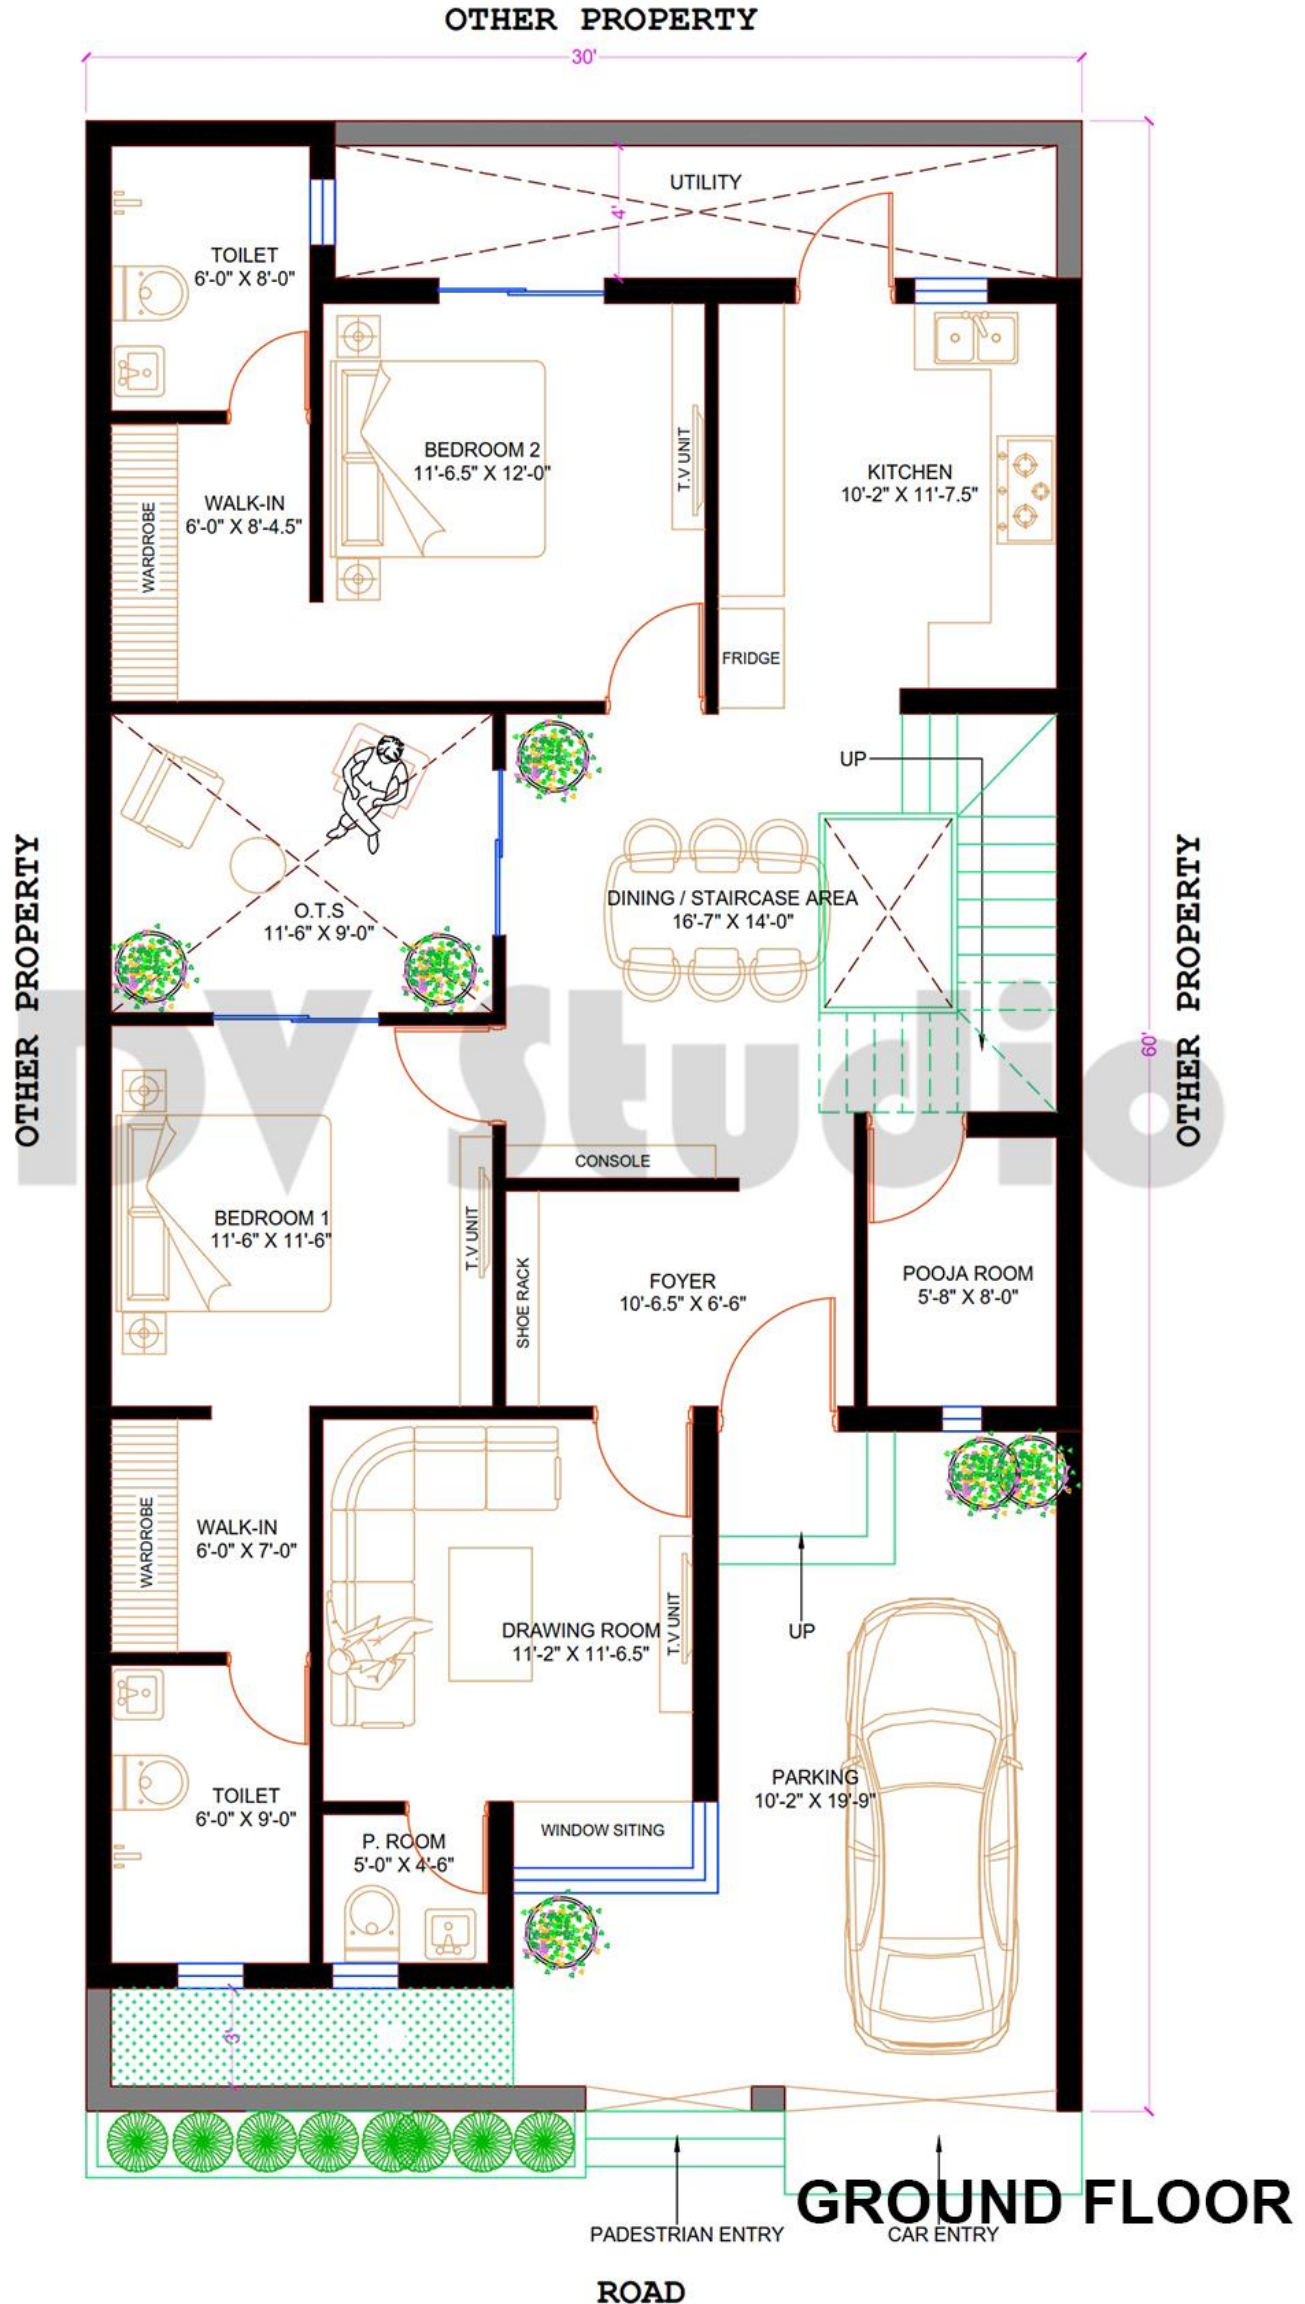 OTHER PROPERTY
30'
UTILITY
4'
TOILET
6'-0" X 8'-0"
BEDROOM 2
11'-6.5" X 12'-0"
T.V UNIT
KITCHEN
10'-2" X 11'-7.5"
WALK-IN
6'-0" X 8'-4.5"
WARDROBE
FRIDGE
UP
OTHER PROPERTY
O.T.S
11'-6" X 9'-0"
DINING / STAIRCASE AREA
16'-7" X 14'-0"
OTHER PROPERTY
60'
DV Studio
CONSOLE
BEDROOM 1
11'-6" X 11'-6"
T.V UNIT
SHOE RACK
FOYER
10'-6.5" X 6'-6"
POOJA ROOM
5'-8" X 8'-0"
WARDROBE
WALK-IN
6'-0" X 7'-0"
DRAWING ROOM
11'-2" X 11'-6.5"
T.V UNIT
UP
PARKING
10'-2" X 19'-9"
TOILET
6'-0" X 9'-0"
P. ROOM
5'-0" X 4'-6"
WINDOW SITING
3'
GROUND FLOOR
PADESTRIAN ENTRY
CAR ENTRY
ROAD